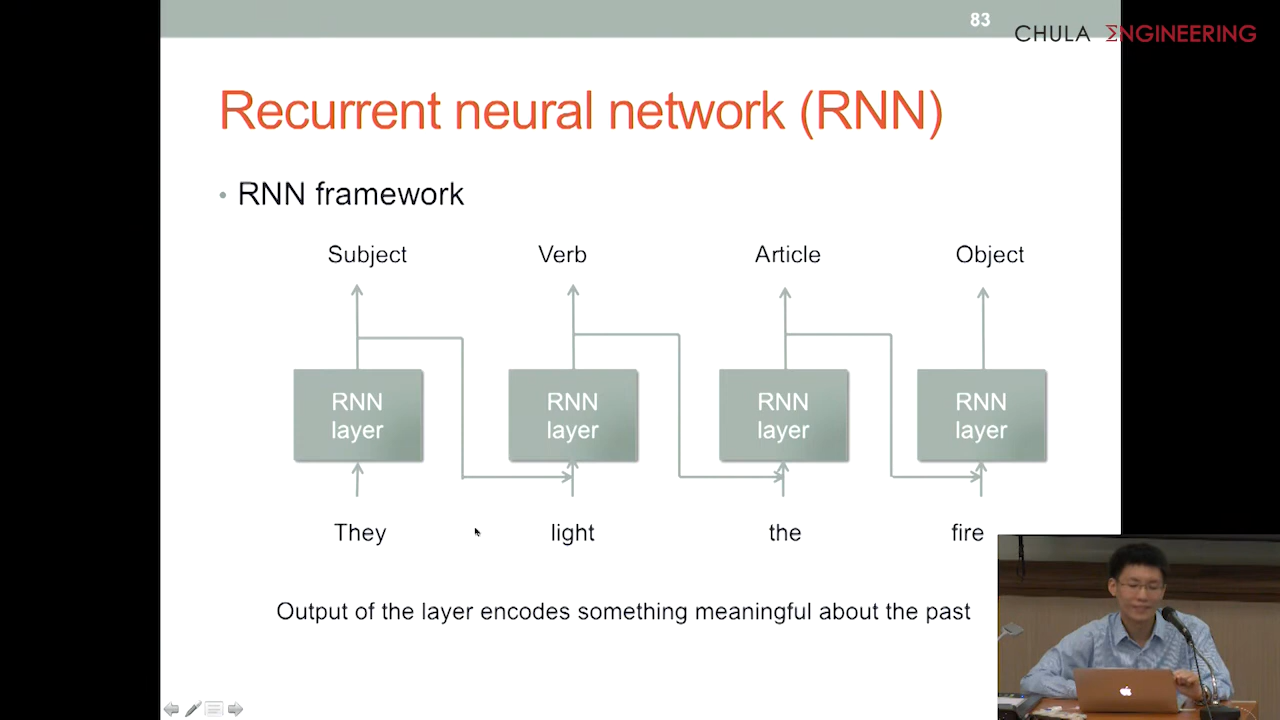 83
CHULA ΣNGINEERING
Recurrent neural network (RNN)
• RNN framework
Subject Verb Article Object
RNN layer RNN layer RNN layer RNN layer
They light the fire
Output of the layer encodes something meaningful about the past